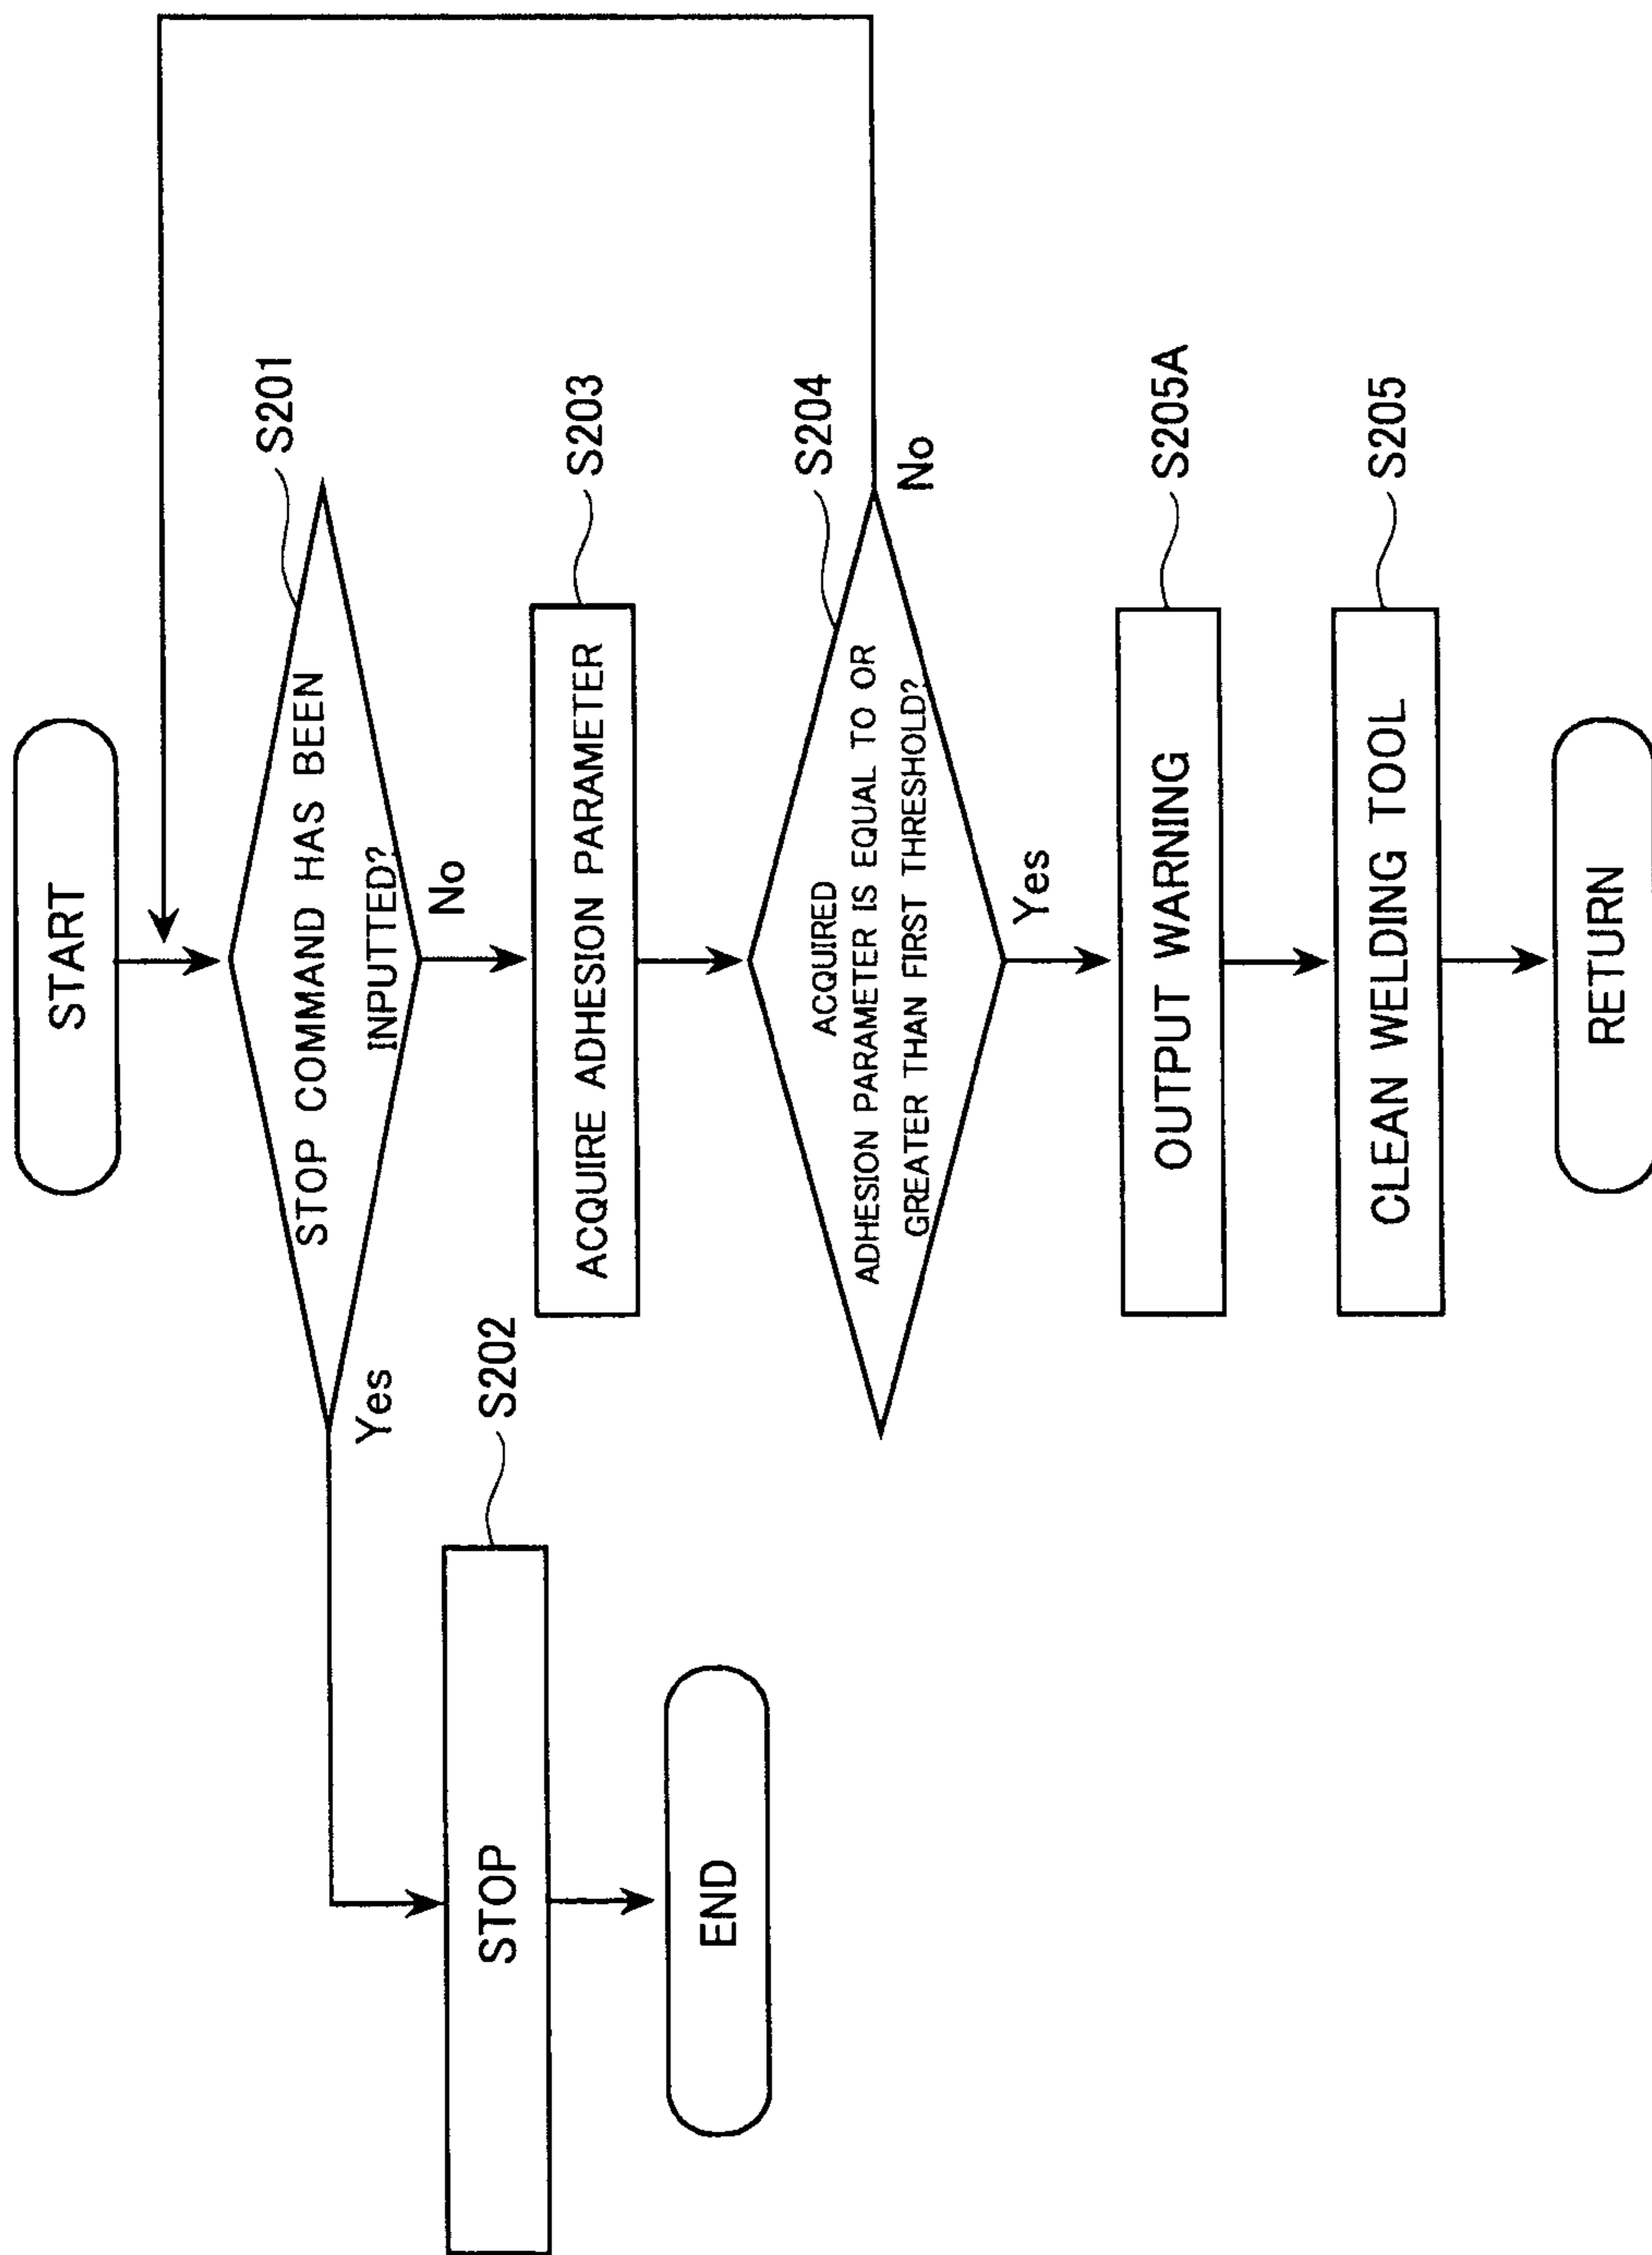 START
STOP COMMAND HAS BEEN
INPUTTED?
S201
Yes
No
STOP
S202
END
ACQUIRE ADHESION PARAMETER
S203
ACQUIRED
ADHESION PARAMETER IS EQUAL TO OR
GREATER THAN FIRST THRESHOLD?
S204
No
Yes
OUTPUT WARNING
S205A
CLEAN WELDING TOOL
S205
RETURN